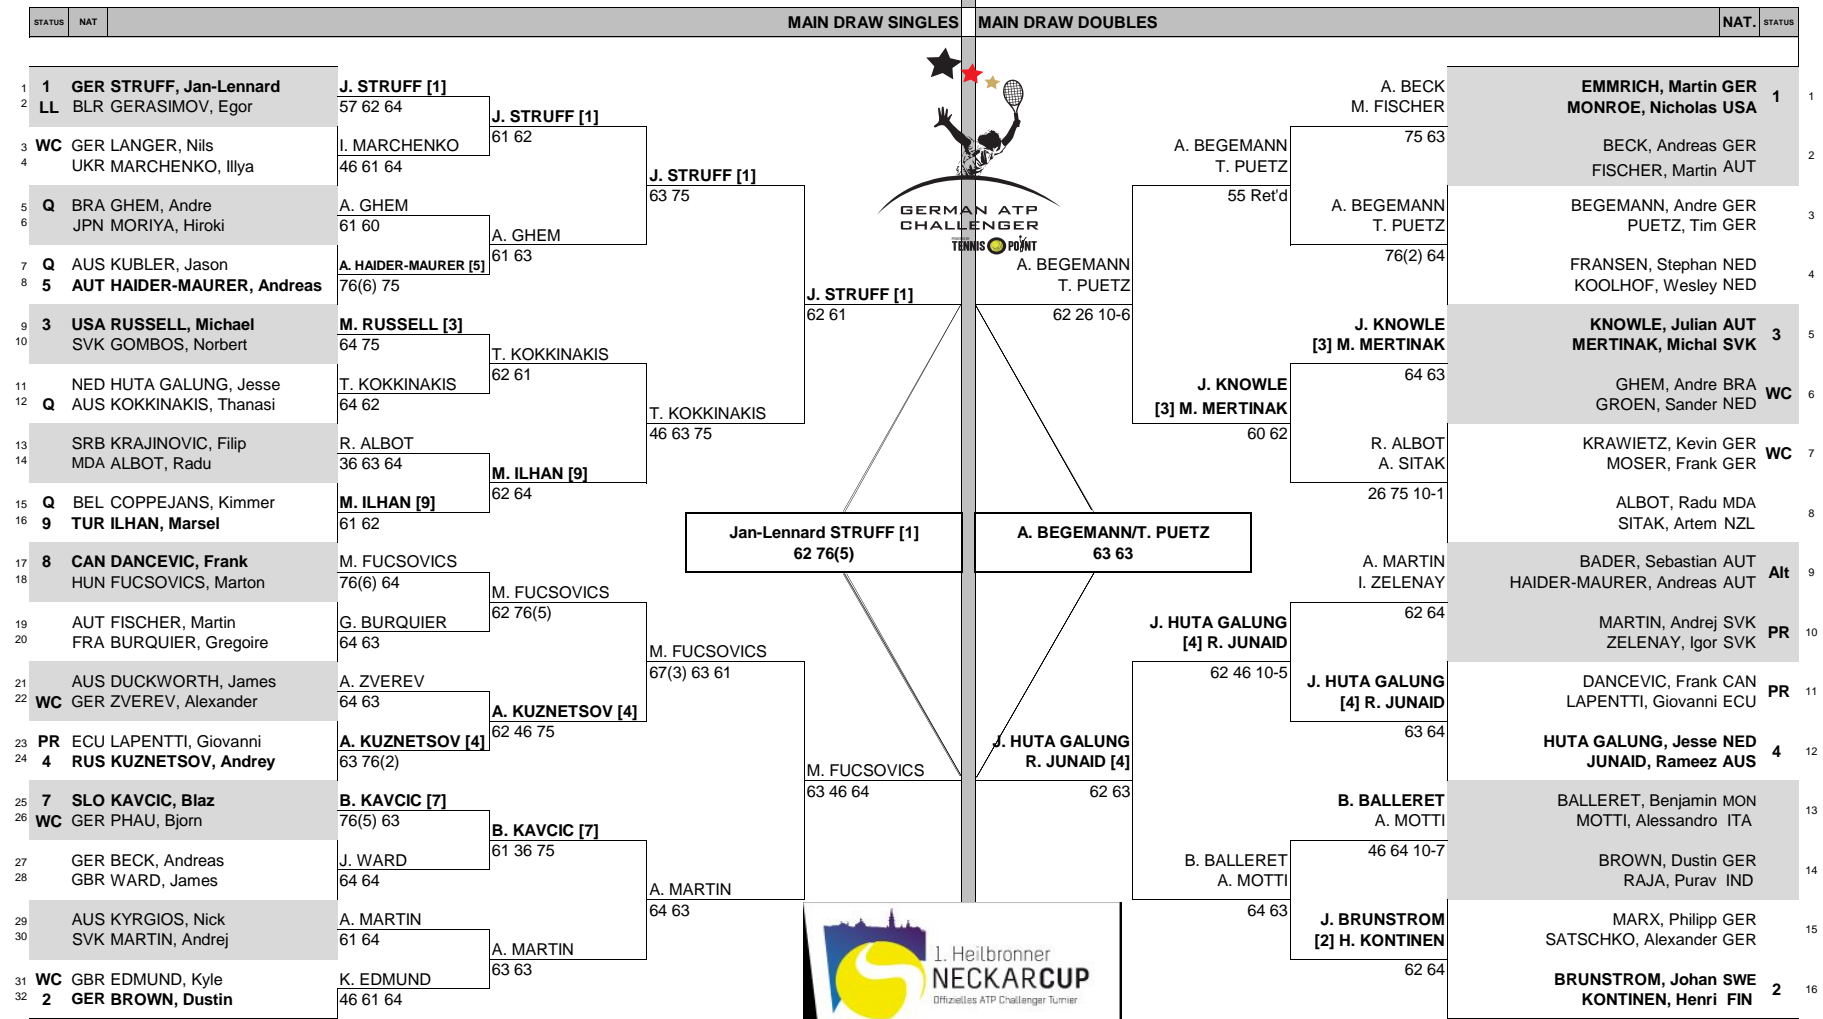 STATUS NAT MAIN DRAW SINGLES MAIN DRAW DOUBLES NAT. STATUS
1 1 GER STRUFF, Jan-Lennard
2 LL BLR GERASIMOV, Egor
3 WC GER LANGER, Nils
4 UKR MARCHENKO, Illya
5 Q BRA GHEM, Andre
6 JPN MORIYA, Hiroki
7 Q AUS KUBLER, Jason
8 5 AUT HAIDER-MAURER, Andreas
9 3 USA RUSSELL, Michael
10 SVK GOMBOS, Norbert
11 NED HUTA GALUNG, Jesse
12 Q AUS KOKKINAKIS, Thanasi
13 SRB KRAJINOVIC, Filip
14 MDA ALBOT, Radu
15 Q BEL COPPEJANS, Kimmer
16 9 TUR ILHAN, Marsel
17 8 CAN DANCEVIC, Frank
18 HUN FUCSOVICS, Marton
19 AUT FISCHER, Martin
20 FRA BURQUIER, Gregoire
21 AUS DUCKWORTH, James
22 WC GER ZVEREV, Alexander
23 PR ECU LAPENTTI, Giovanni
24 4 RUS KUZNETSOV, Andrey
25 7 SLO KAVCIC, Blaz
26 WC GER PHAU, Bjorn
27 GER BECK, Andreas
28 GBR WARD, James
29 AUS KYRGIOS, Nick
30 SVK MARTIN, Andrej
31 WC GBR EDMUND, Kyle
32 2 GER BROWN, Dustin
J. STRUFF [1]
57 62 64
I. MARCHENKO
46 61 64
A. GHEM
61 60
A. HAIDER-MAURER [5]
76(6) 75
M. RUSSELL [3]
64 75
T. KOKKINAKIS
64 62
R. ALBOT
36 63 64
M. ILHAN [9]
61 62
M. FUCSOVICS
76(6) 64
G. BURQUIER
64 63
A. ZVEREV
64 63
A. KUZNETSOV [4]
63 76(2)
B. KAVCIC [7]
76(5) 63
J. WARD
64 64
A. MARTIN
61 64
K. EDMUND
46 61 64
J. STRUFF [1]
61 62
A. GHEM
61 63
T. KOKKINAKIS
62 61
M. ILHAN [9]
62 64
M. FUCSOVICS
62 76(5)
A. KUZNETSOV [4]
62 46 75
B. KAVCIC [7]
61 36 75
A. MARTIN
63 63
J. STRUFF [1]
63 75
T. KOKKINAKIS
46 63 75
M. FUCSOVICS
67(3) 63 61
A. MARTIN
64 63
J. STRUFF [1]
62 61
M. FUCSOVICS
63 46 64
Jan-Lennard STRUFF [1]
62 76(5)
GERMAN ATP
CHALLENGER
TENNIS POINT
A. BEGEMANN/T. PUETZ
63 63
A. BEGEMANN
T. PUETZ
62 26 10-6
J. HUTA GALUNG
R. JUNAID [4]
62 63
A. BEGEMANN
T. PUETZ
55 Ret'd
J. KNOWLE
[3] M. MERTINAK
60 62
J. HUTA GALUNG
[4] R. JUNAID
62 46 10-5
B. BALLERET
A. MOTTI
64 63
A. BECK
M. FISCHER
75 63
A. BEGEMANN
T. PUETZ
76(2) 64
J. KNOWLE
[3] M. MERTINAK
64 63
R. ALBOT
A. SITAK
26 75 10-1
A. MARTIN
I. ZELENAY
62 64
J. HUTA GALUNG
[4] R. JUNAID
63 64
B. BALLERET
A. MOTTI
46 64 10-7
J. BRUNSTROM
[2] H. KONTINEN
62 64
EMMRICH, Martin GER
MONROE, Nicholas USA
1 1
BECK, Andreas GER
FISCHER, Martin AUT
2
BEGEMANN, Andre GER
PUETZ, Tim GER
3
FRANSEN, Stephan NED
KOOLHOF, Wesley NED
4
KNOWLE, Julian AUT
MERTINAK, Michal SVK
3 5
GHEM, Andre BRA
GROEN, Sander NED
WC 6
KRAWIETZ, Kevin GER
MOSER, Frank GER
WC 7
ALBOT, Radu MDA
SITAK, Artem NZL
8
BADER, Sebastian AUT
HAIDER-MAURER, Andreas AUT
Alt 9
MARTIN, Andrej SVK
ZELENAY, Igor SVK
PR 10
DANCEVIC, Frank CAN
LAPENTTI, Giovanni ECU
PR 11
HUTA GALUNG, Jesse NED
JUNAID, Rameez AUS
4 12
BALLERET, Benjamin MON
MOTTI, Alessandro ITA
13
BROWN, Dustin GER
RAJA, Purav IND
14
MARX, Philipp GER
SATSCHKO, Alexander GER
15
BRUNSTROM, Johan SWE
KONTINEN, Henri FIN
2 16
1. Heilbronner
NECKARCUP
Offizielles ATP Challenger Turnier